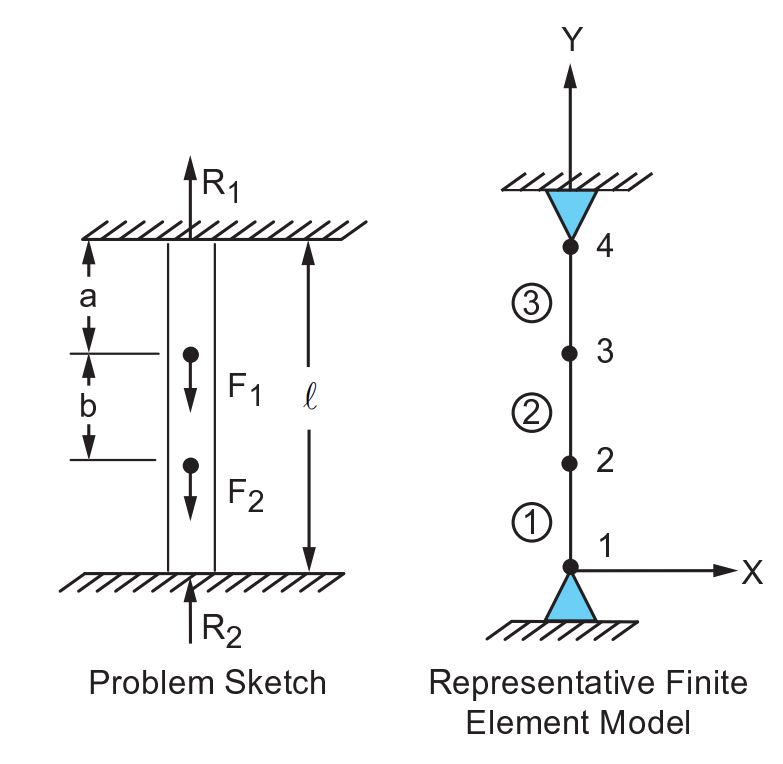 R1
a
b
F1
F2
ℓ
R2
Problem Sketch
Y
4
3
3
2
2
1
1
X
Representative Finite
Element Model